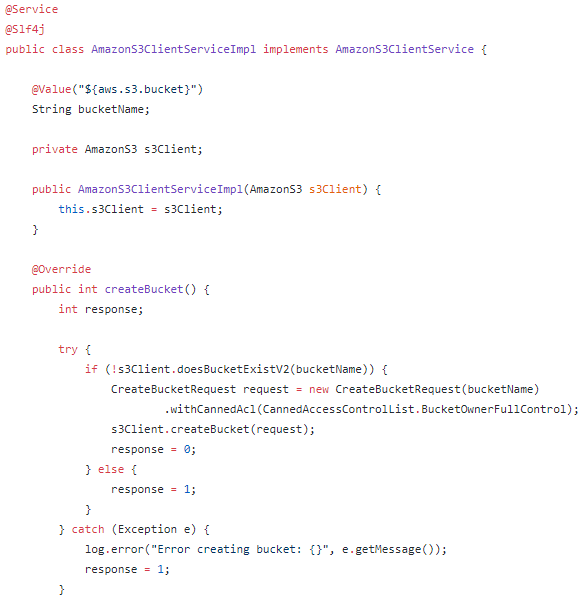 @Service
@Slf4j
public class AmazonS3ClientServiceImpl implements AmazonS3ClientService {
@Value("${aws.s3.bucket}")
String bucketName;
private AmazonS3 s3Client;
public AmazonS3ClientServiceImpl(AmazonS3 s3Client) {
this.s3Client = s3Client;
}
@Override
public int createBucket() {
int response;
try {
if (!s3Client.doesBucketExistV2(bucketName)) {
CreateBucketRequest request = new CreateBucketRequest(bucketName)
.withCannedAcl(CannedAccessControlList.BucketOwnerFullControl);
s3Client.createBucket(request);
response = 0;
} else {
response = 1;
}
} catch (Exception e) {
log.error("Error creating bucket: {}", e.getMessage());
response = 1;
}